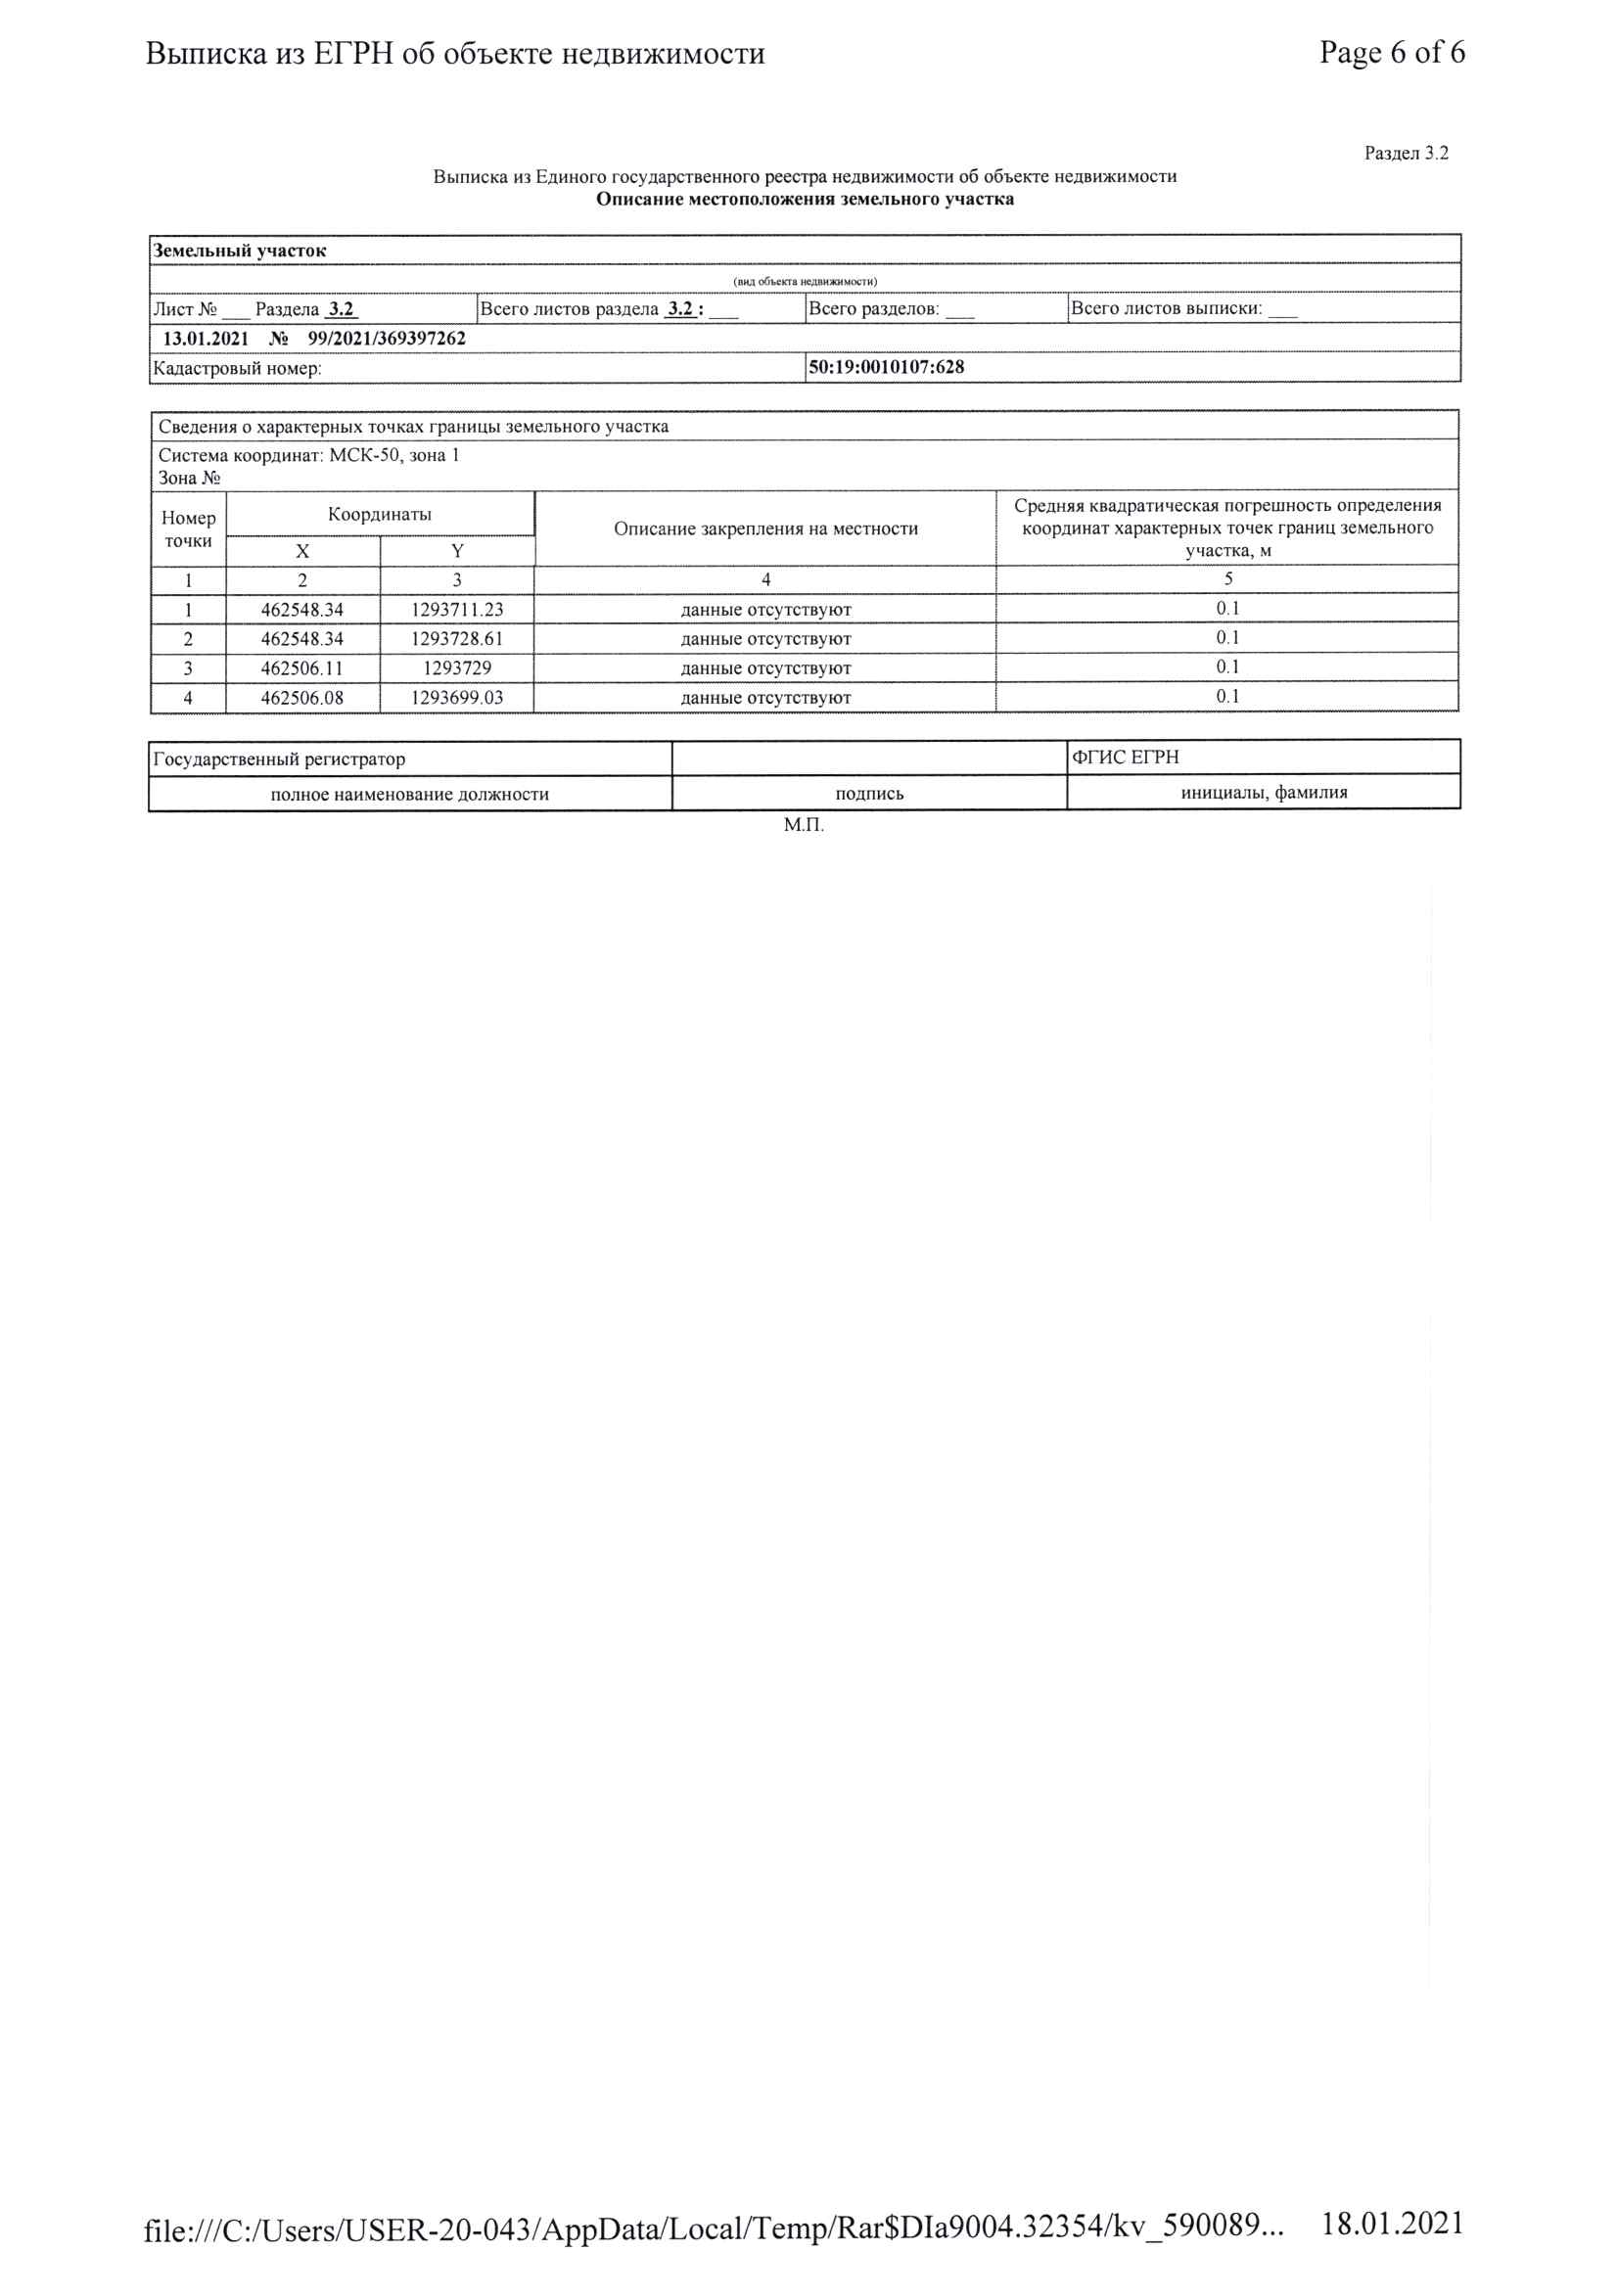 Выписка из ЕГРН об объекте недвижимости Page 6 of 6
Раздел 3.2
Выписка из Единого государственного реестра недвижимости об объекте недвижимости
Описание местоположения земельного участка
Земельный участок
(вид объекта недвижимости)
Лист № ___ Раздела 3.2 Всего листов раздела 3.2 : ___ Всего разделов: ___ Всего листов выписки: ___
13.01.2021 № 99/2021/369397262
Кадастровый номер: 50:19:0010107:628
Сведения о характерных точках границы земельного участка
Система координат: МСК-50, зона 1
Зона №
Номер точки Координаты Описание закрепления на местности Средняя квадратическая погрешность определения координат характерных точек границ земельного участка, м
X Y
1 2 3 4 5
1 462548.34 1293711.23 данные отсутствуют 0.1
2 462548.34 1293728.61 данные отсутствуют 0.1
3 462506.11 1293729 данные отсутствуют 0.1
4 462506.08 1293699.03 данные отсутствуют 0.1
Государственный регистратор ФГИС ЕГРН
полное наименование должности подпись инициалы, фамилия
М.П.
file:///C:/Users/USER-20-043/AppData/Local/Temp/Rar$DIa9004.32354/kv_590089... 18.01.2021